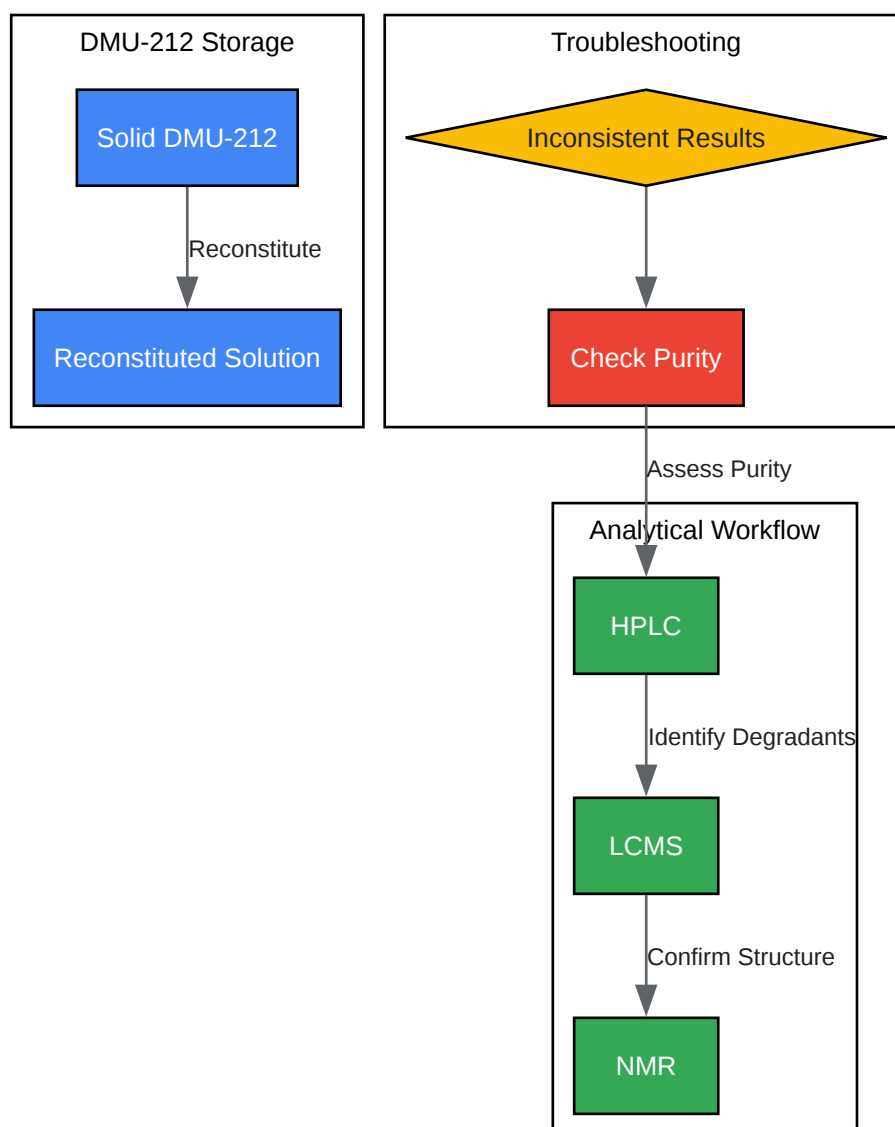 DMU-212 Storage
Solid DMU-212
Reconstitute
Reconstituted Solution
Troubleshooting
Inconsistent Results
Check Purity
Assess Purity
Analytical Workflow
HPLC
Identify Degradants
LCMS
Confirm Structure
NMR